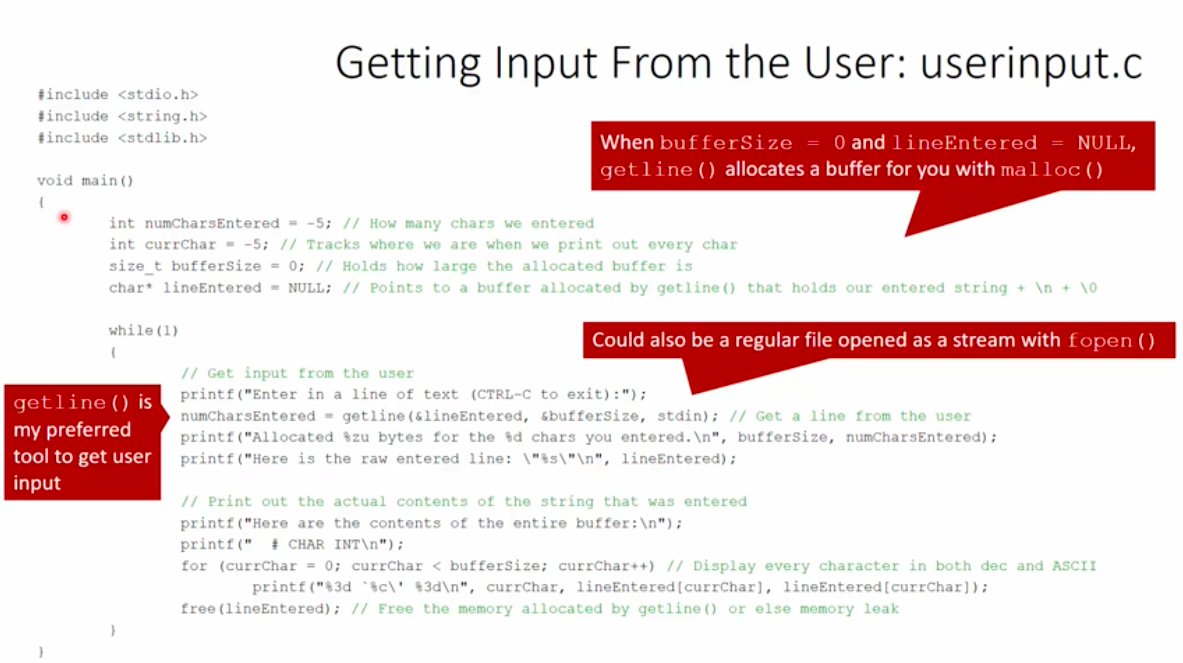 Getting Input From the User: userinput.c
#include <stdio.h>
#include <string.h>
#include <stdlib.h>
When bufferSize = 0 and lineEntered = NULL,
getline() allocates a buffer for you with malloc()
void main()
{
int numCharsEntered = -5; // How many chars we entered
int currChar = -5; // Tracks where we are when we print out every char
size_t bufferSize = 0; // Holds how large the allocated buffer is
char* lineEntered = NULL; // Points to a buffer allocated by getline() that holds our entered string + \n + \0
while(1)
{
Could also be a regular file opened as a stream with fopen()
// Get input from the user
printf("Enter in a line of text (CTRL-C to exit):");
numCharsEntered = getline(&lineEntered, &bufferSize, stdin); // Get a line from the user
printf("Allocated %zu bytes for the %d chars you entered.\n", bufferSize, numCharsEntered);
printf("Here is the raw entered line: \"%s\"\n", lineEntered);
getline() is
my preferred
tool to get user
input
// Print out the actual contents of the string that was entered
printf("Here are the contents of the entire buffer:\n");
printf("  # CHAR INT\n");
for (currChar = 0; currChar < bufferSize; currChar++) // Display every character in both dec and ASCII
printf("%3d `%c\' %3d\n", currChar, lineEntered[currChar], lineEntered[currChar]);
free(lineEntered); // Free the memory allocated by getline() or else memory leak
}
}